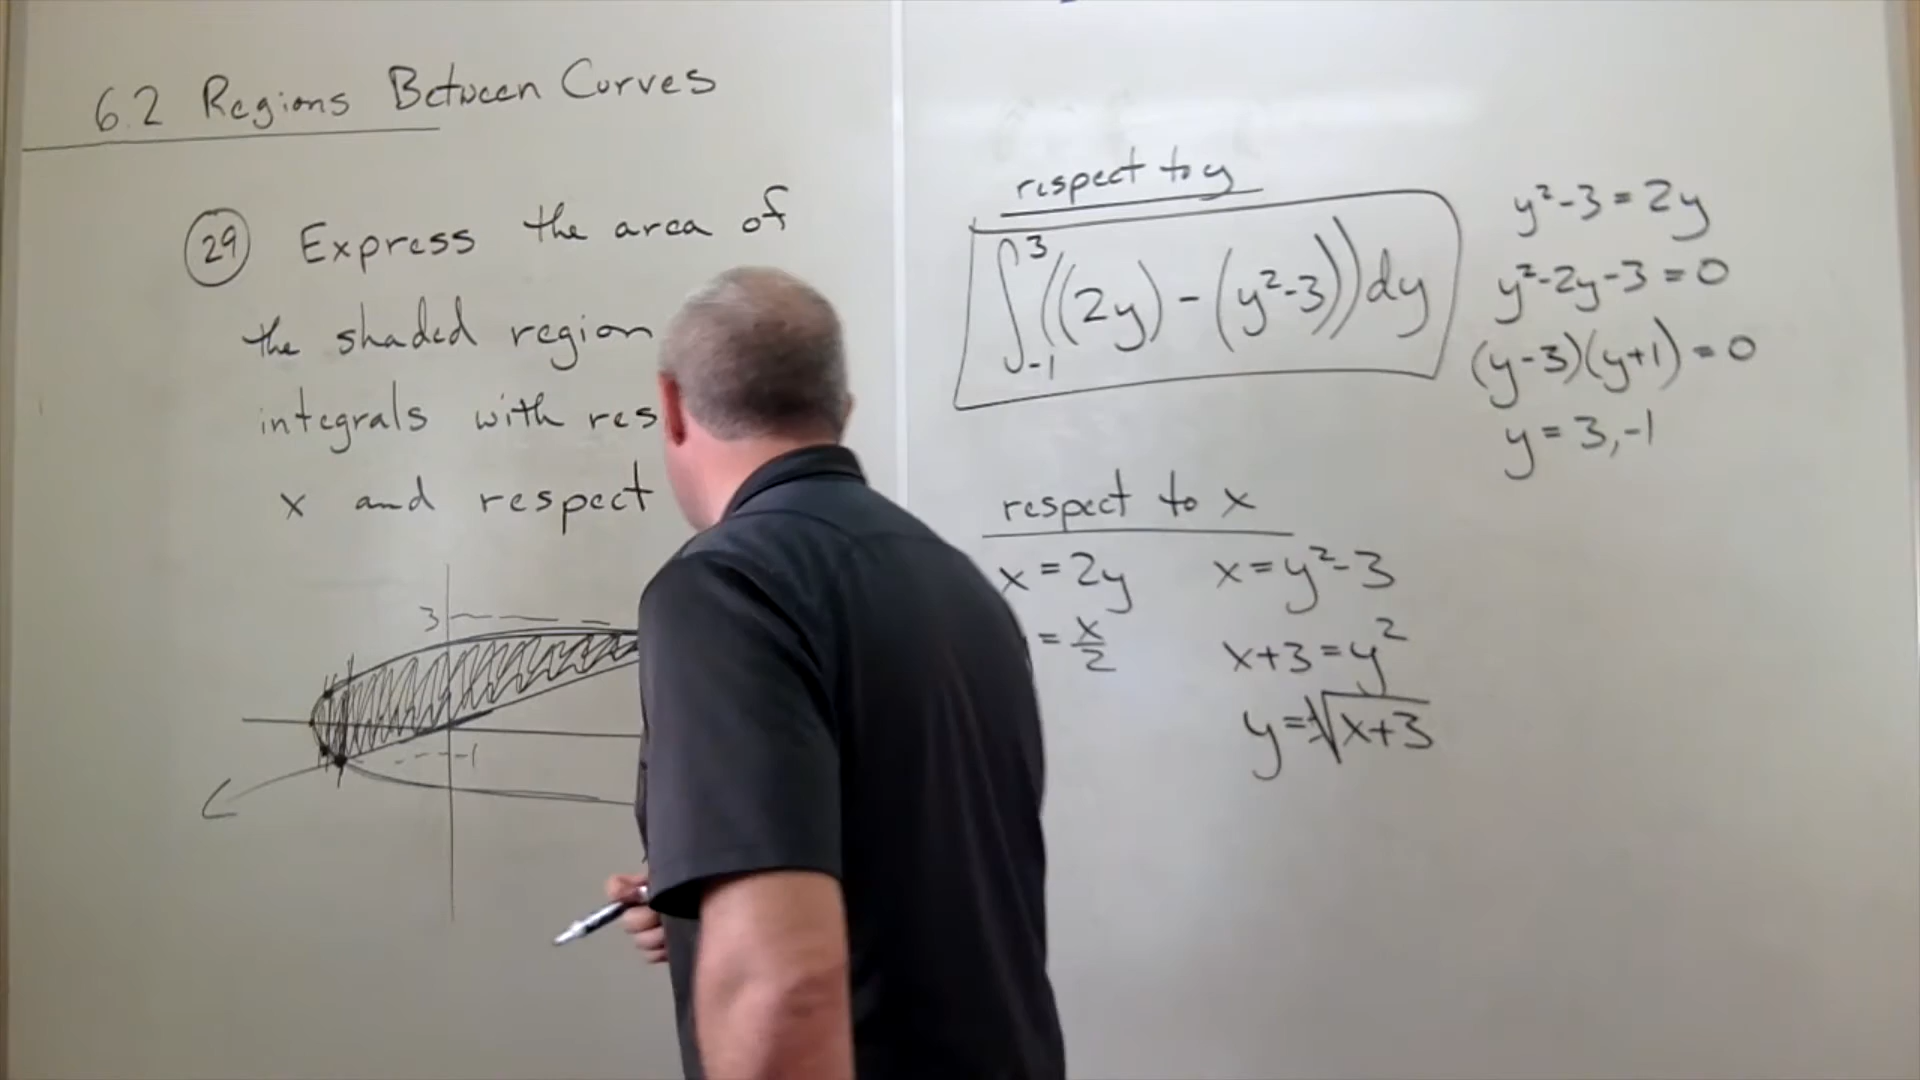 6.2 Regions Between Curves
29 Express the area of
the shaded region
integrals with res
x and respect
3
-1
respect to y
∫₋₁³ ((2y) - (y²-3)) dy
y²-3 = 2y
y²-2y-3 = 0
(y-3)(y+1) = 0
y = 3,-1
respect to x
x = 2y x = y²-3
= x/2 x+3 = y²
y = ±√(x+3)